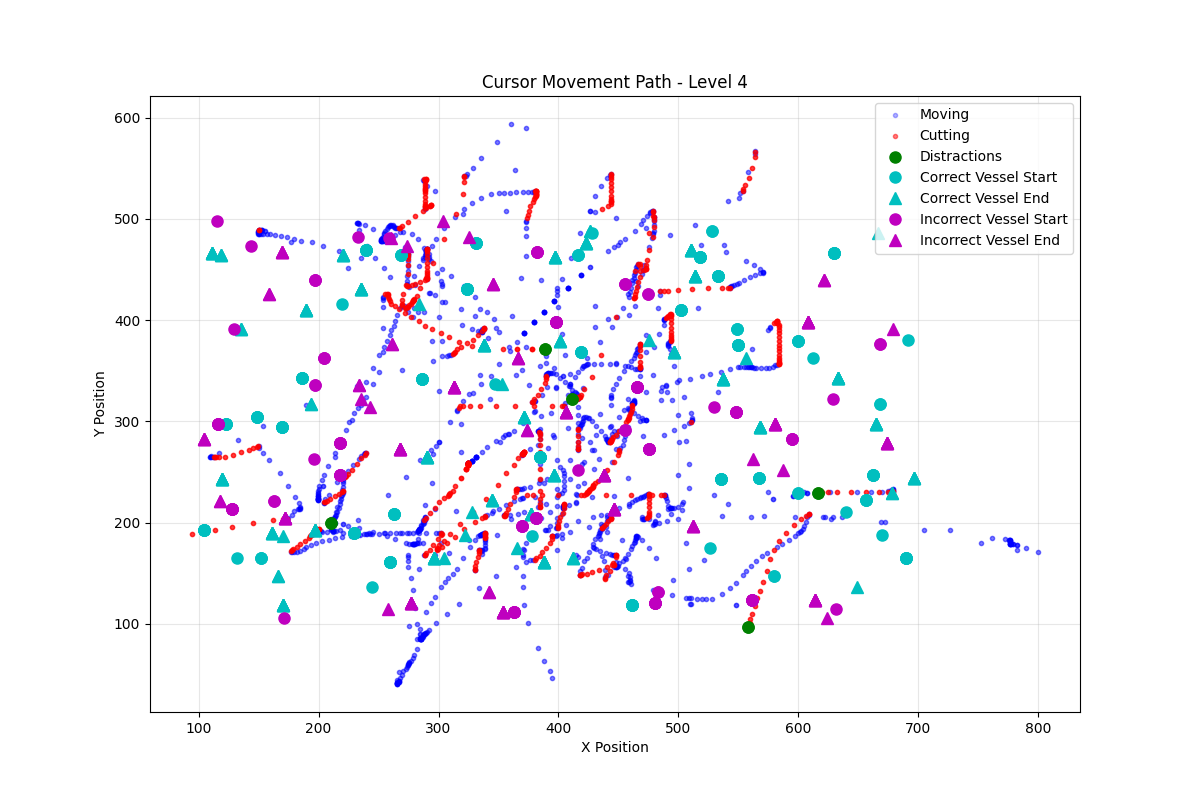 Cursor Movement Path - Level 4
Moving
Cutting
Distractions
Correct Vessel Start
Correct Vessel End
Incorrect Vessel Start
Incorrect Vessel End
600
500
400
300
200
100
Y Position
100 200 300 400 500 600 700 800
X Position